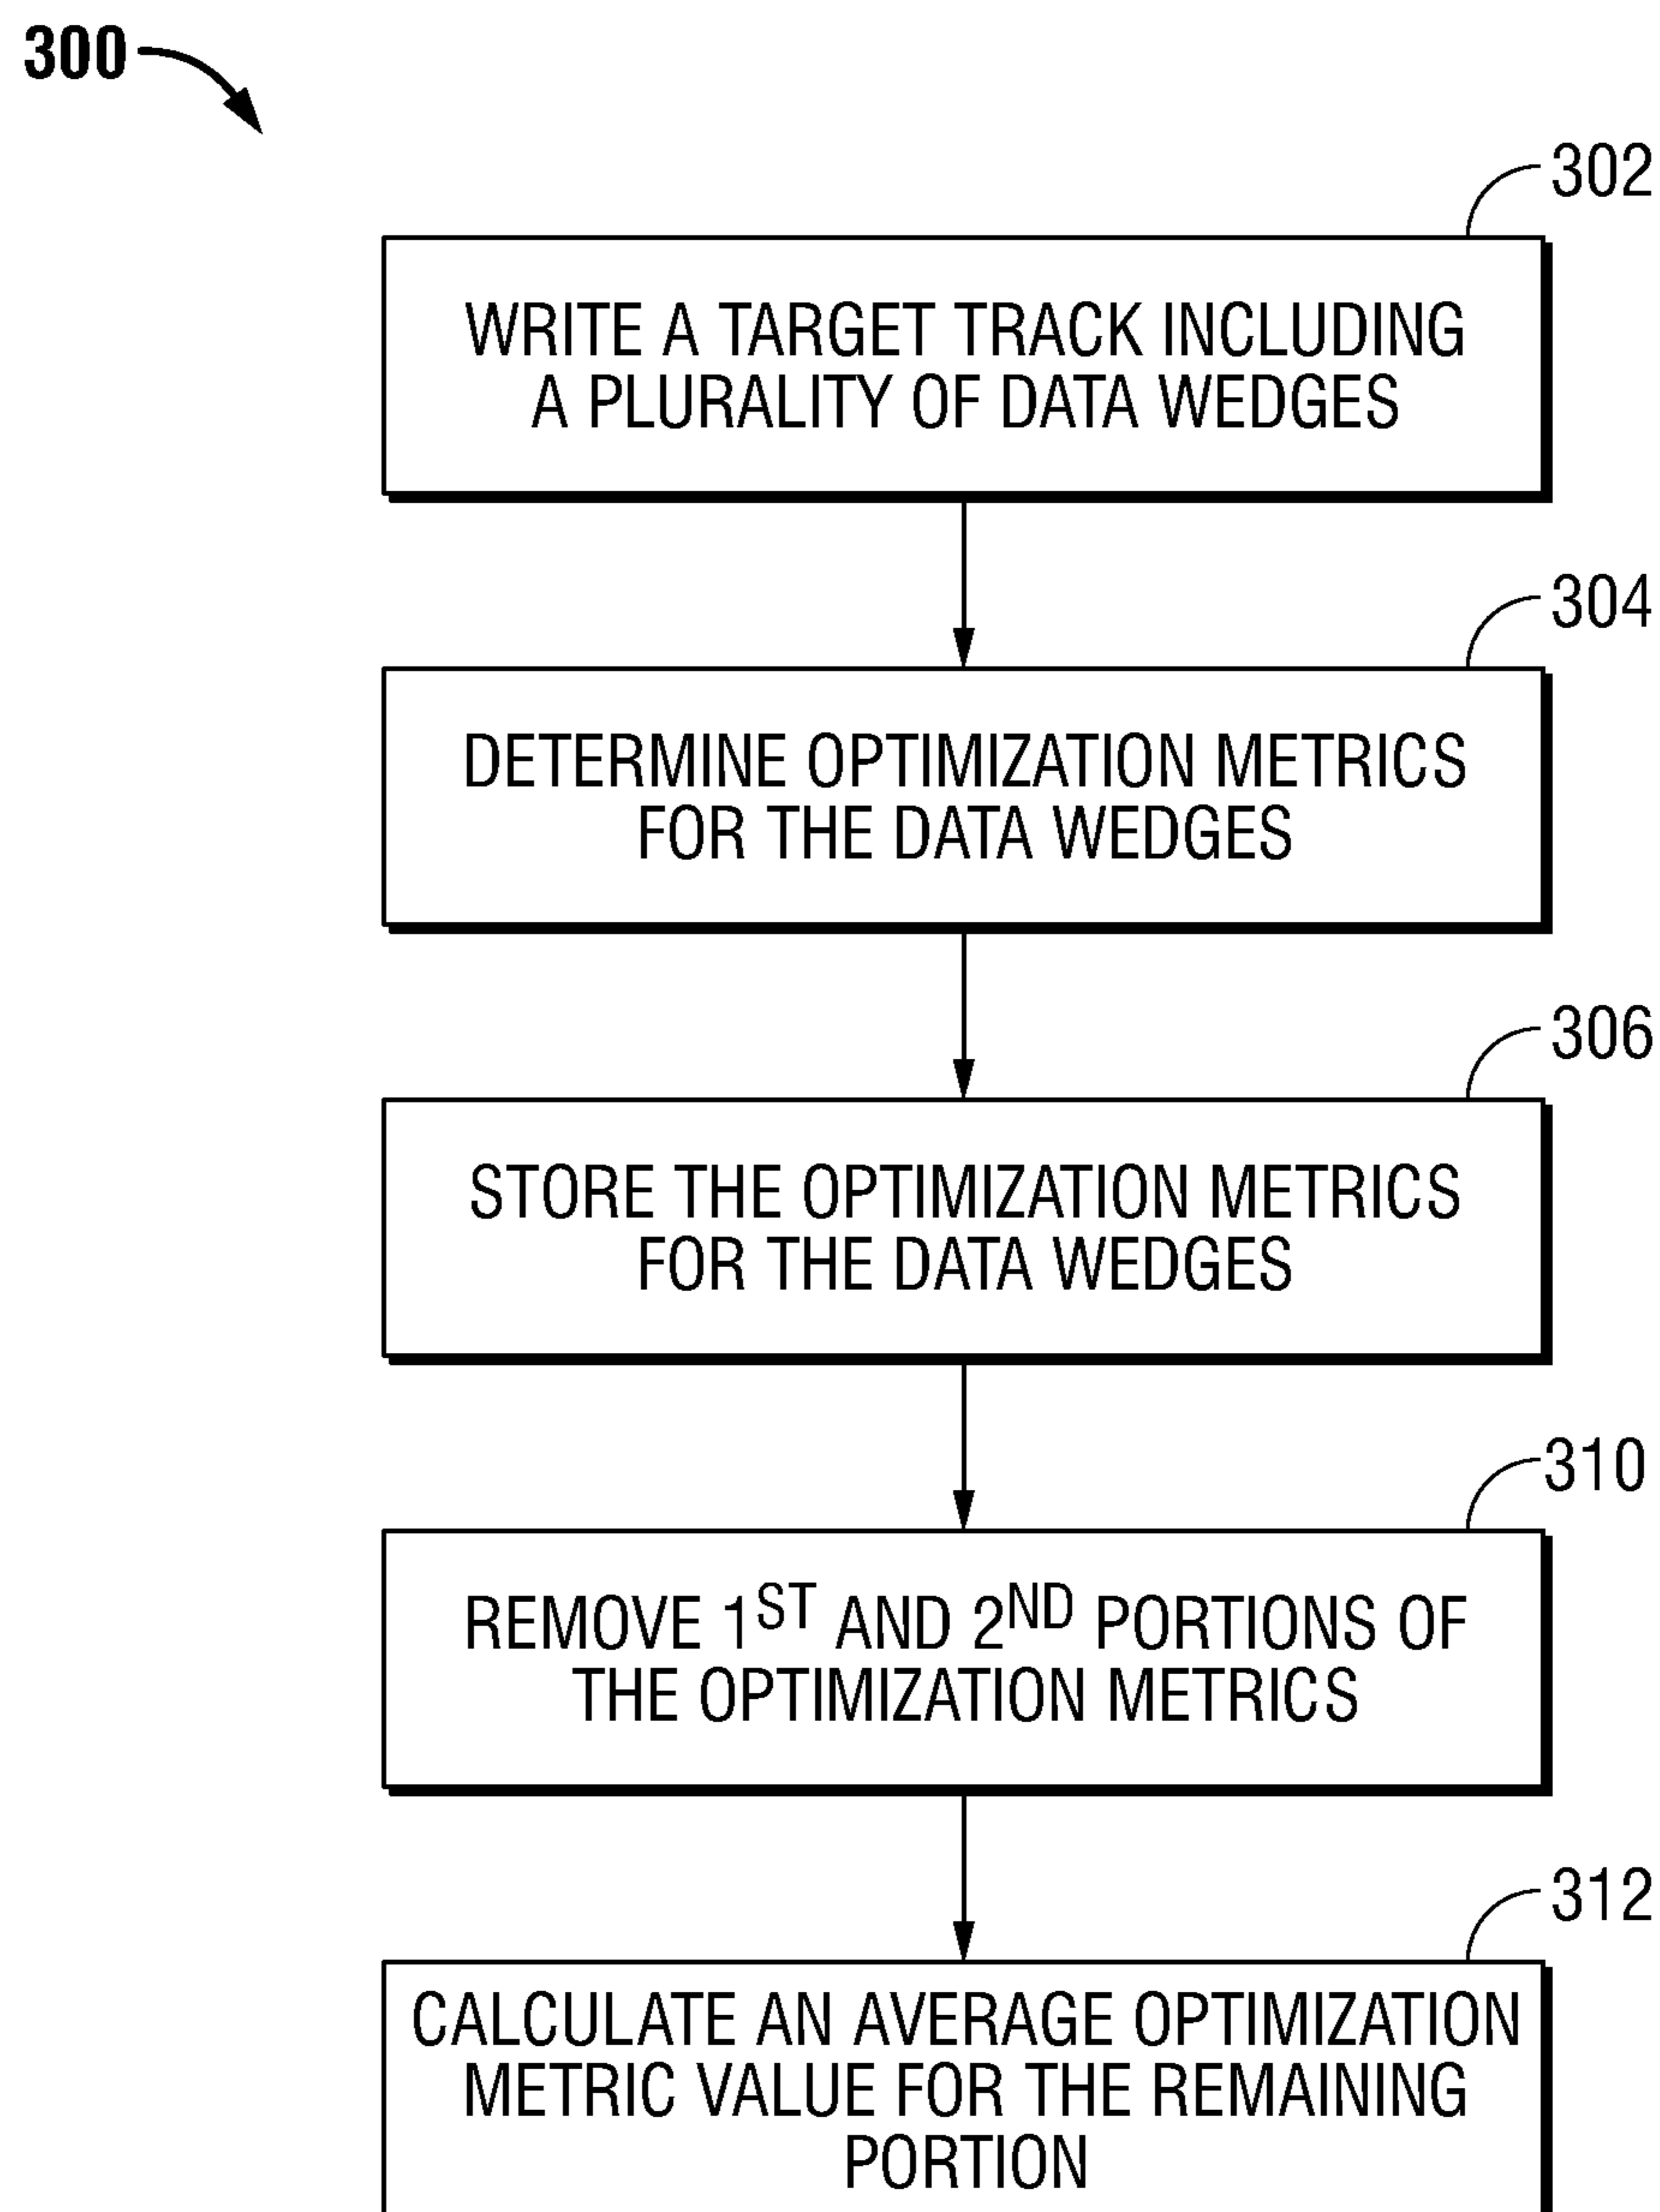 300
302
WRITE A TARGET TRACK INCLUDING
A PLURALITY OF DATA WEDGES
304
DETERMINE OPTIMIZATION METRICS
FOR THE DATA WEDGES
306
STORE THE OPTIMIZATION METRICS
FOR THE DATA WEDGES
310
REMOVE 1ST AND 2ND PORTIONS OF
THE OPTIMIZATION METRICS
312
CALCULATE AN AVERAGE OPTIMIZATION
METRIC VALUE FOR THE REMAINING
PORTION